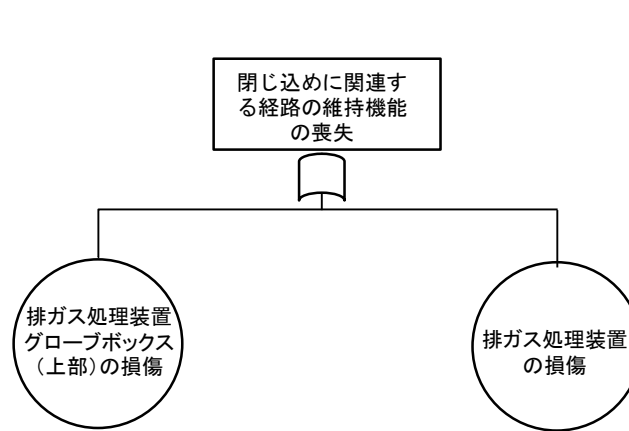 閉じ込めに関連す
る経路の維持機能
の喪失
排ガス処理装置
グローブボックス
（上部）の損傷
排ガス処理装置
の損傷